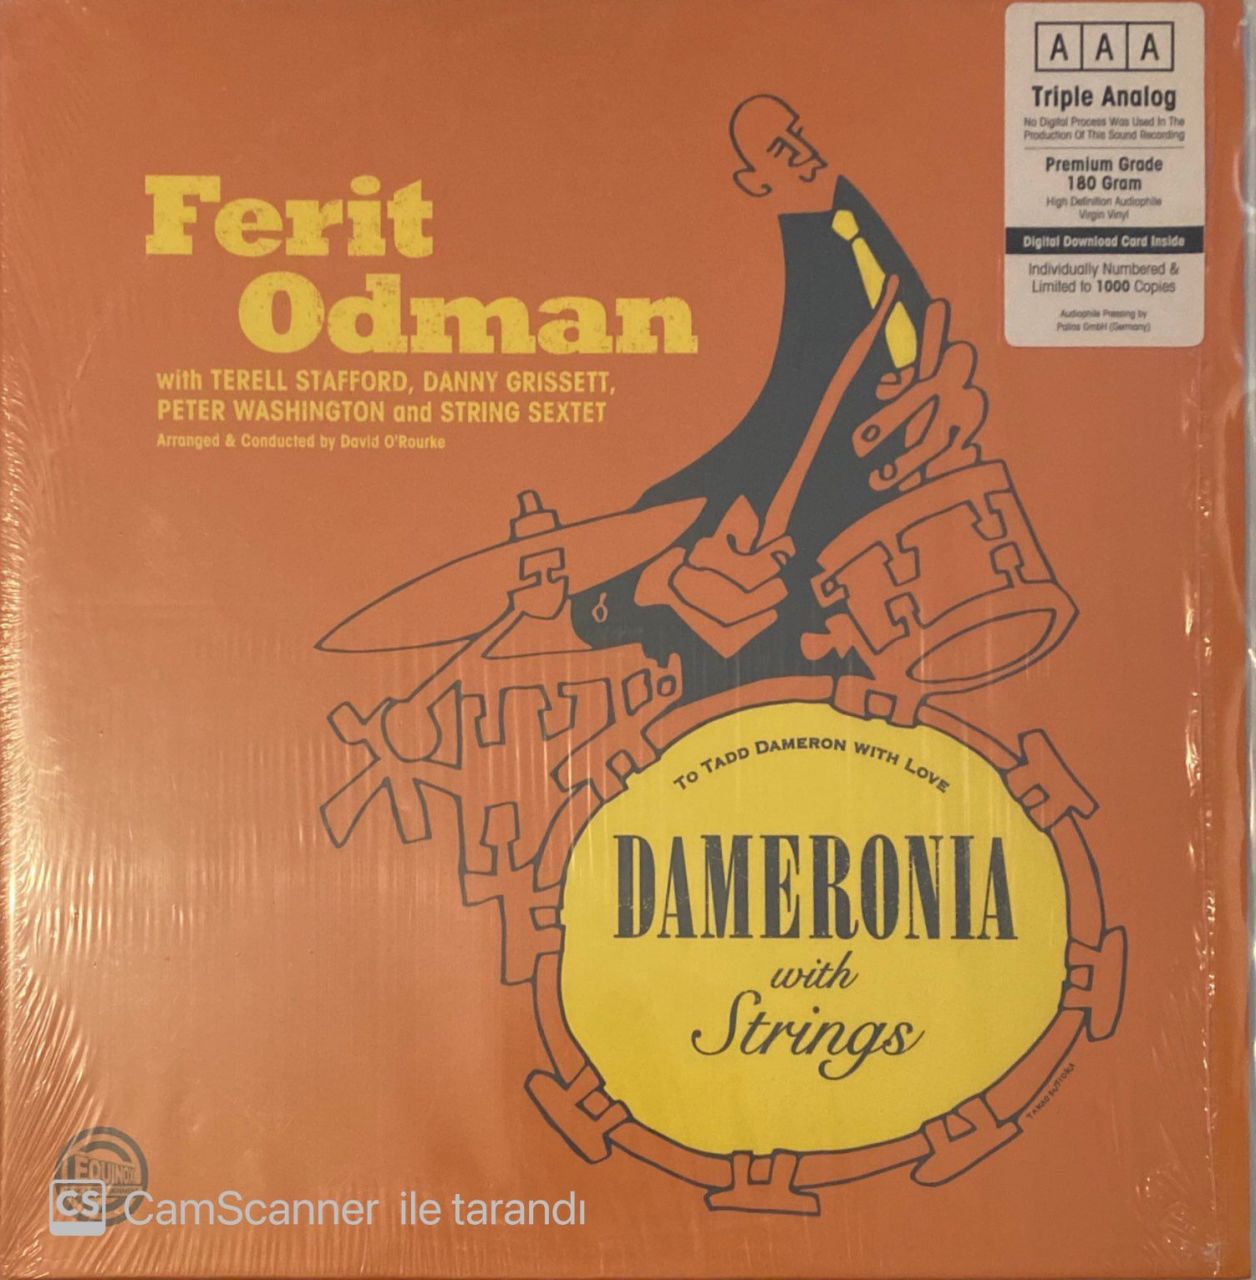 Ferit
Odman
with TERELL STAFFORD, DANNY GRISSETT,
PETER WASHINGTON and STRING SEXTET
Arranged & Conducted by David O'Rourke
A A A
Triple Analog
No Digital Process Was Used In The
Production Of This Sound Recording
Premium Grade
180 Gram
High Definition Audiophile
Virgin Vinyl
Digital Download Card Inside
Individually Numbered &
Limited to 1000 Copies
Audiophile Pressing by
Pallas GmbH (Germany)
TO TADD DAMERON WITH LOVE
DAMERONIA
with
Strings
EQUINOX
CS CamScanner ile tarandı